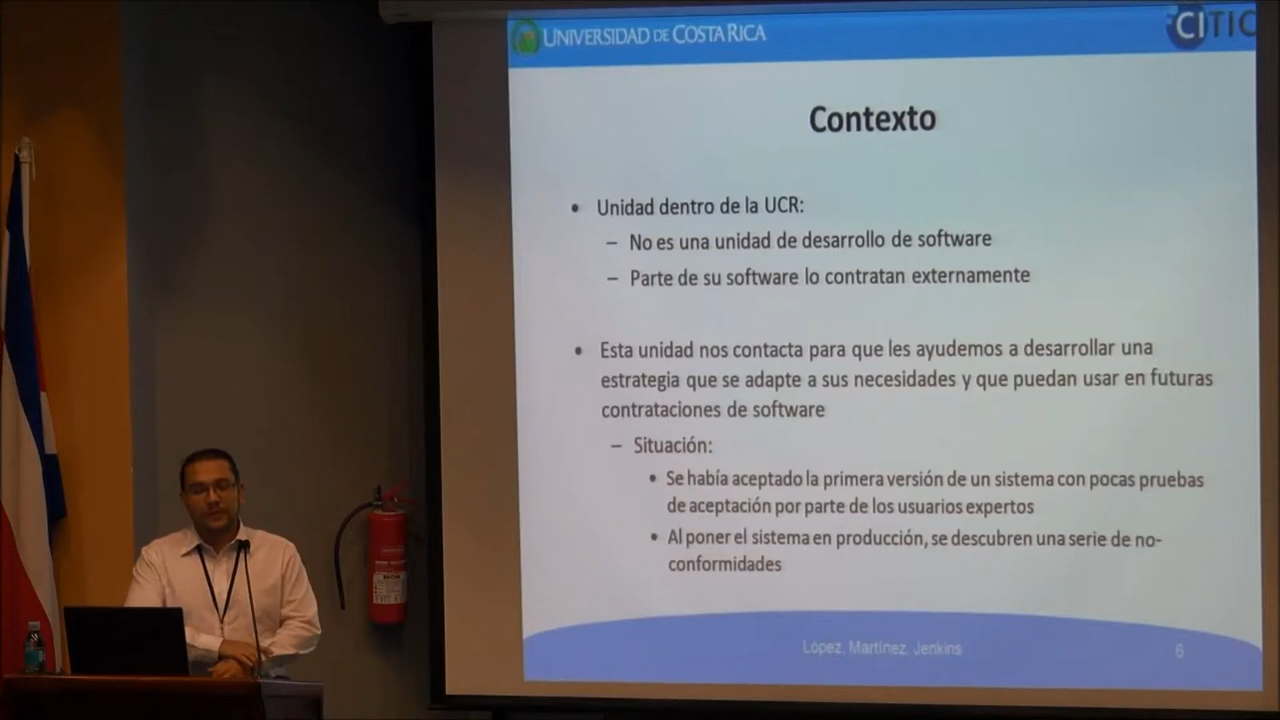 UNIVERSIDAD DE COSTA RICA
CITIC
Contexto
• Unidad dentro de la UCR:
– No es una unidad de desarrollo de software
– Parte de su software lo contratan externamente
• Esta unidad nos contacta para que les ayudemos a desarrollar una
estrategia que se adapte a sus necesidades y que puedan usar en futuras
contrataciones de software
– Situación:
• Se había aceptado la primera versión de un sistema con pocas pruebas
de aceptación por parte de los usuarios expertos
• Al poner el sistema en producción, se descubren una serie de no-
conformidades
López, Martínez, Jenkins
6